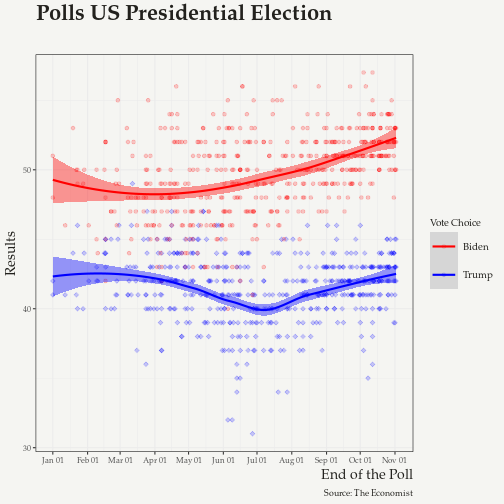 Polls US Presidential Election
Results
50
40
30
Jan 01 Feb 01 Mar 01 Apr 01 May 01 Jun 01 Jul 01 Aug 01 Sep 01 Oct 01 Nov 01
End of the Poll
Source: The Economist
Vote Choice
Biden
Trump